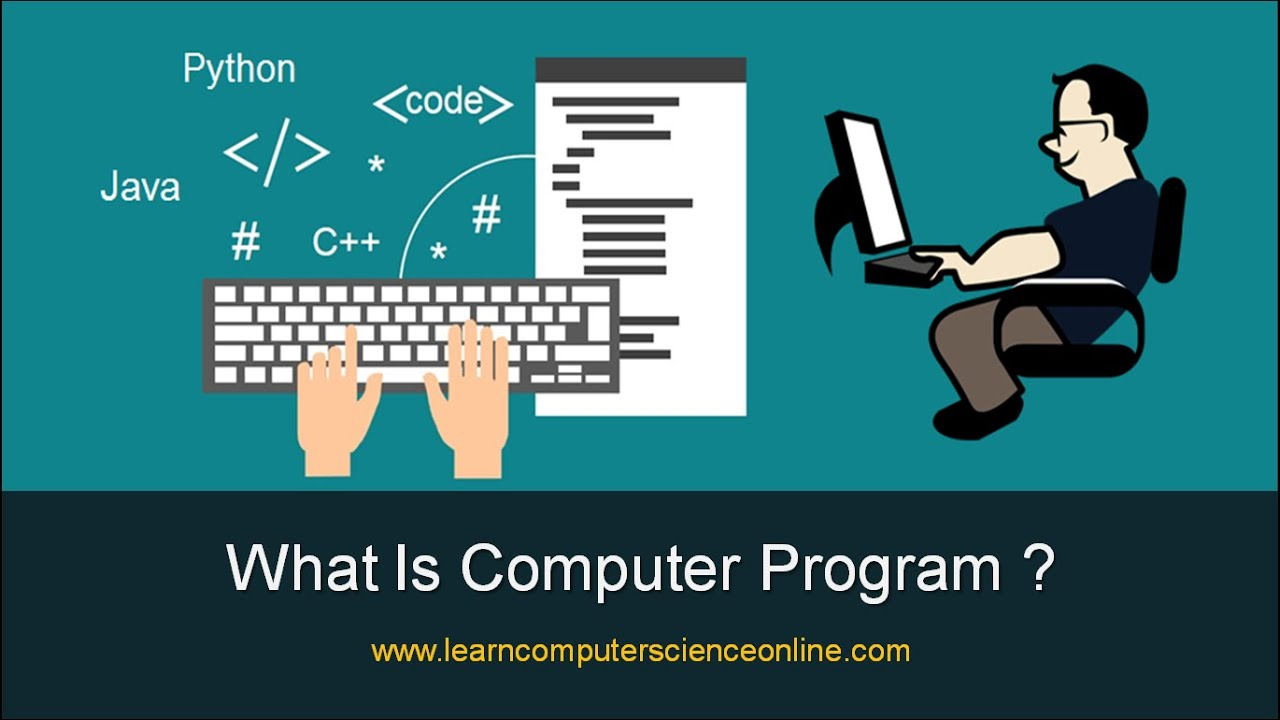 Python
<code>
</>
*
Java
#
#
C++
*
What Is Computer Program ?
www.learncomputerscienceonline.com